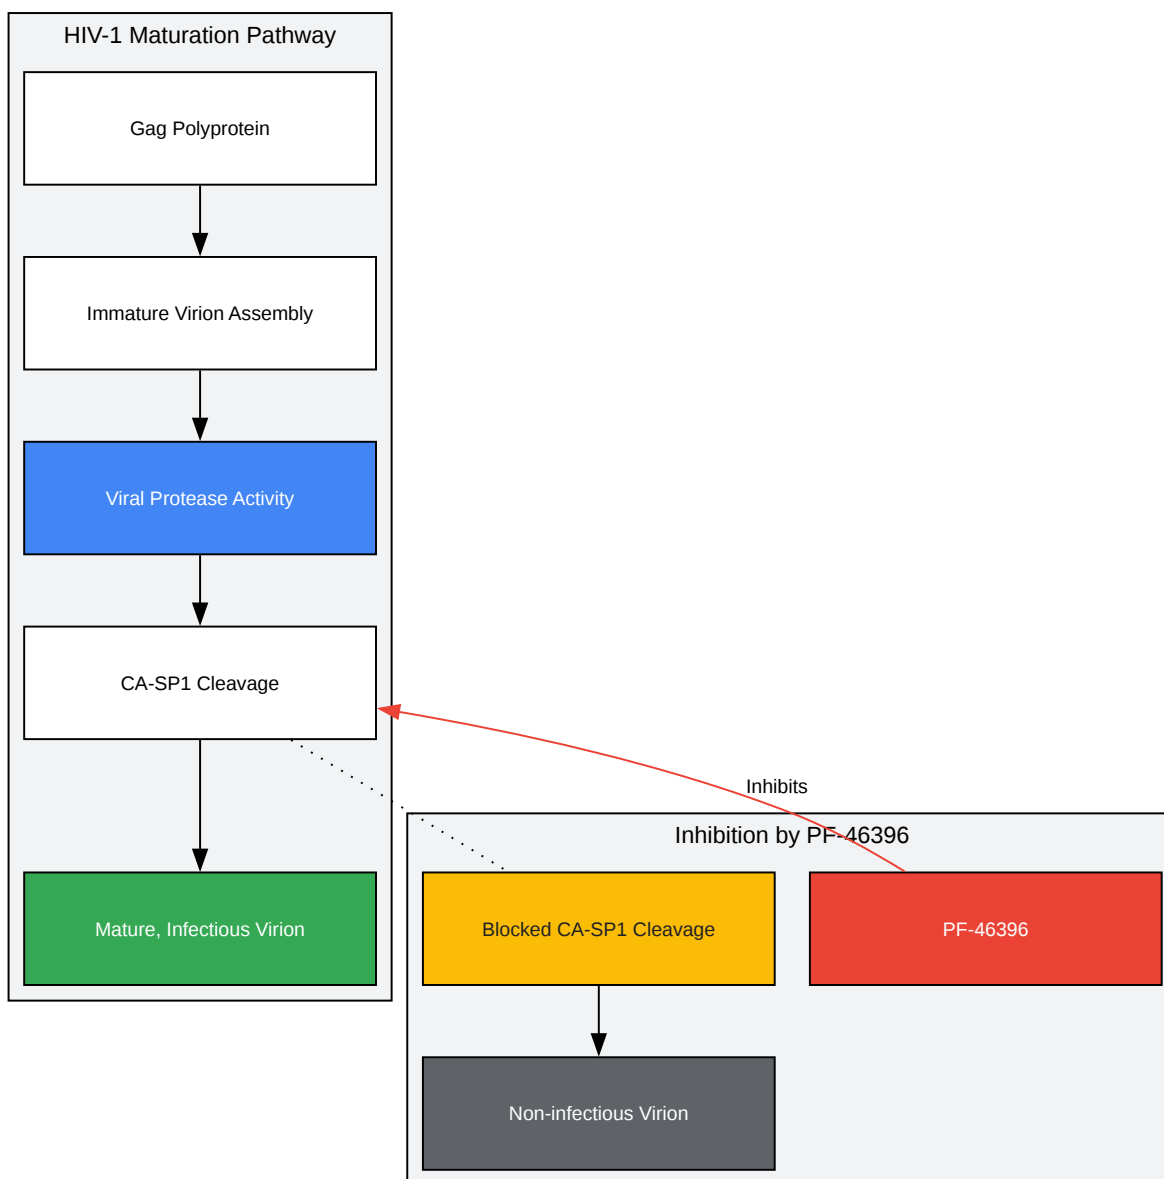 HIV-1 Maturation Pathway
Gag Polyprotein
Immature Virion Assembly
Viral Protease Activity
CA-SP1 Cleavage
Mature, Infectious Virion
Inhibits
Inhibition by PF-46396
Blocked CA-SP1 Cleavage
PF-46396
Non-infectious Virion